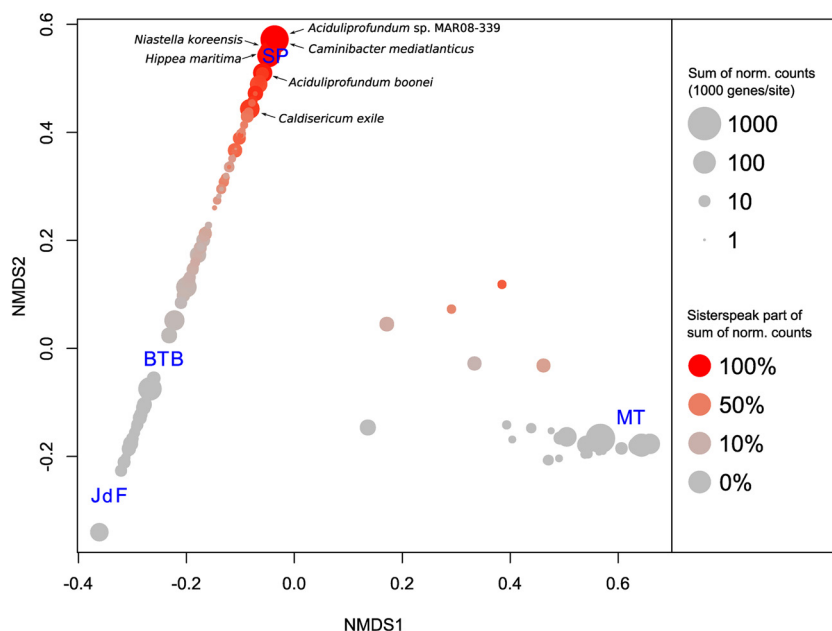 Aciduliprofundum sp. MAR08-339
Niastella koreensis
Caminibacter mediatlanticus
Hippea maritima
SP
Aciduliprofundum boonei
Caldisericum exile
BTB
JdF
MT
0.6
0.4
0.2
0.0
-0.2
NMDS2
-0.4
-0.2
0.0
0.2
0.4
0.6
NMDS1
Sum of norm. counts
(1000 genes/site)
1000
100
10
1
Sisterspeak part of
sum of norm. counts
100%
50%
10%
0%